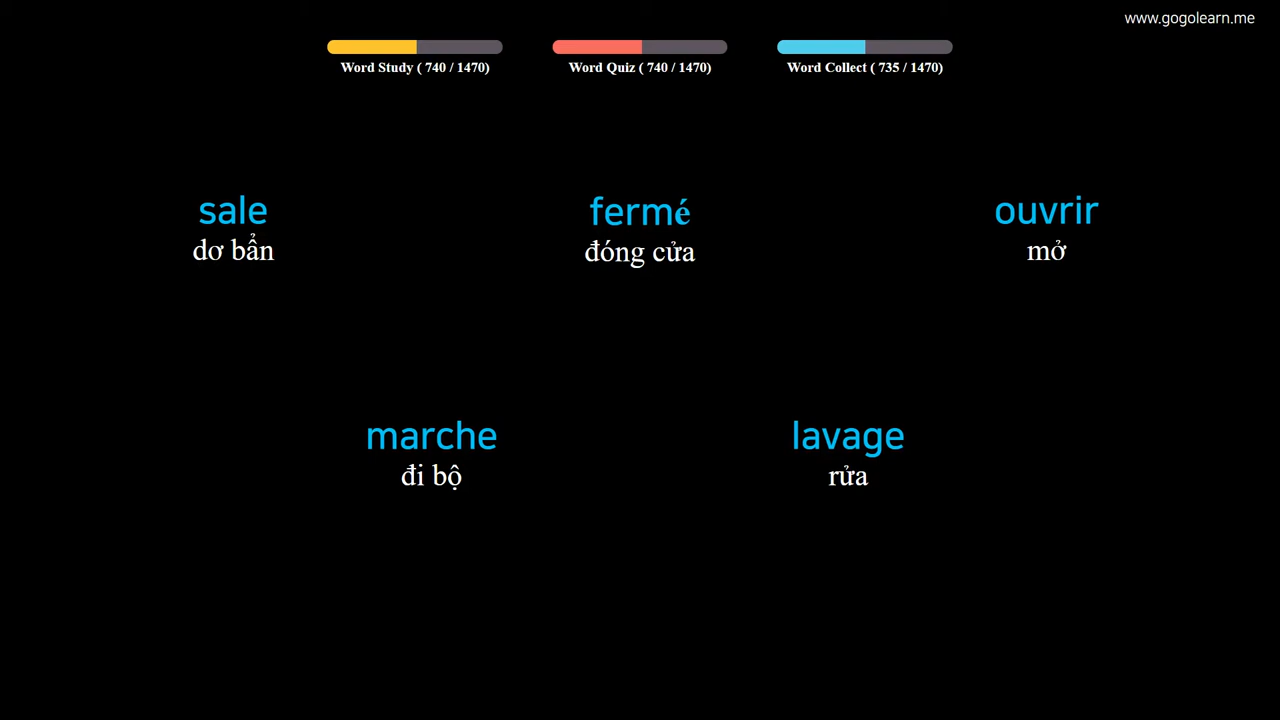 www.gogolearn.me
Word Study ( 740 / 1470)
Word Quiz ( 740 / 1470)
Word Collect ( 735 / 1470)
sale
dơ bẩn
fermé
đóng cửa
ouvrir
mở
marche
đi bộ
lavage
rửa